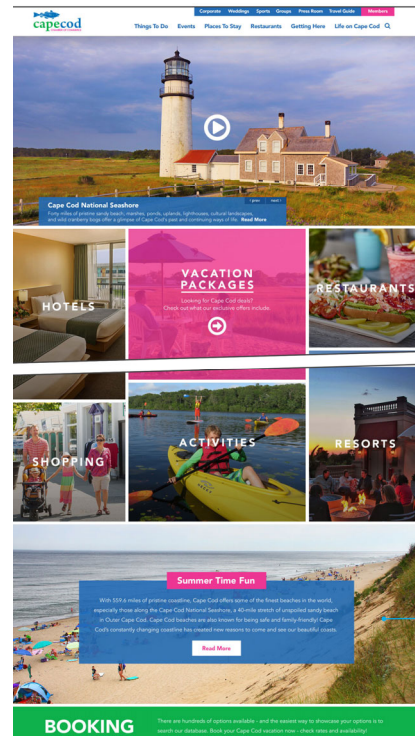 Corporate Weddings Sports Groups Press Room Travel Guide Members
capecod
CHAMBER OF COMMERCE
Things To Do Events Places To Stay Restaurants Getting Here Life on Cape Cod
Cape Cod National Seashore
‹ prev | next ›
Forty miles of pristine sandy beach, marshes, ponds, uplands, lighthouses, cultural landscapes,
and wild cranberry bogs offer a glimpse of Cape Cod's past and continuing ways of life. Read More
HOTELS
VACATION
PACKAGES
Looking for Cape Cod deals?
Check out what our exclusive offers include.
RESTAURANTS
SHOPPING
ACTIVITIES
RESORTS
Summer Time Fun
With 559.6 miles of pristine coastline, Cape Cod offers some of the finest beaches in the world,
especially those along the Cape Cod National Seashore, a 40-mile stretch of unspoiled sandy beach
in Outer Cape Cod. Cape Cod beaches are also known for being safe and family-friendly! Cape
Cod's constantly changing coastline has created new reasons to come and see our beautiful coasts.
Read More
BOOKING
There are hundreds of options available - and the easiest way to showcase your options is to
search our database. Book your Cape Cod vacation now - check rates and availability!